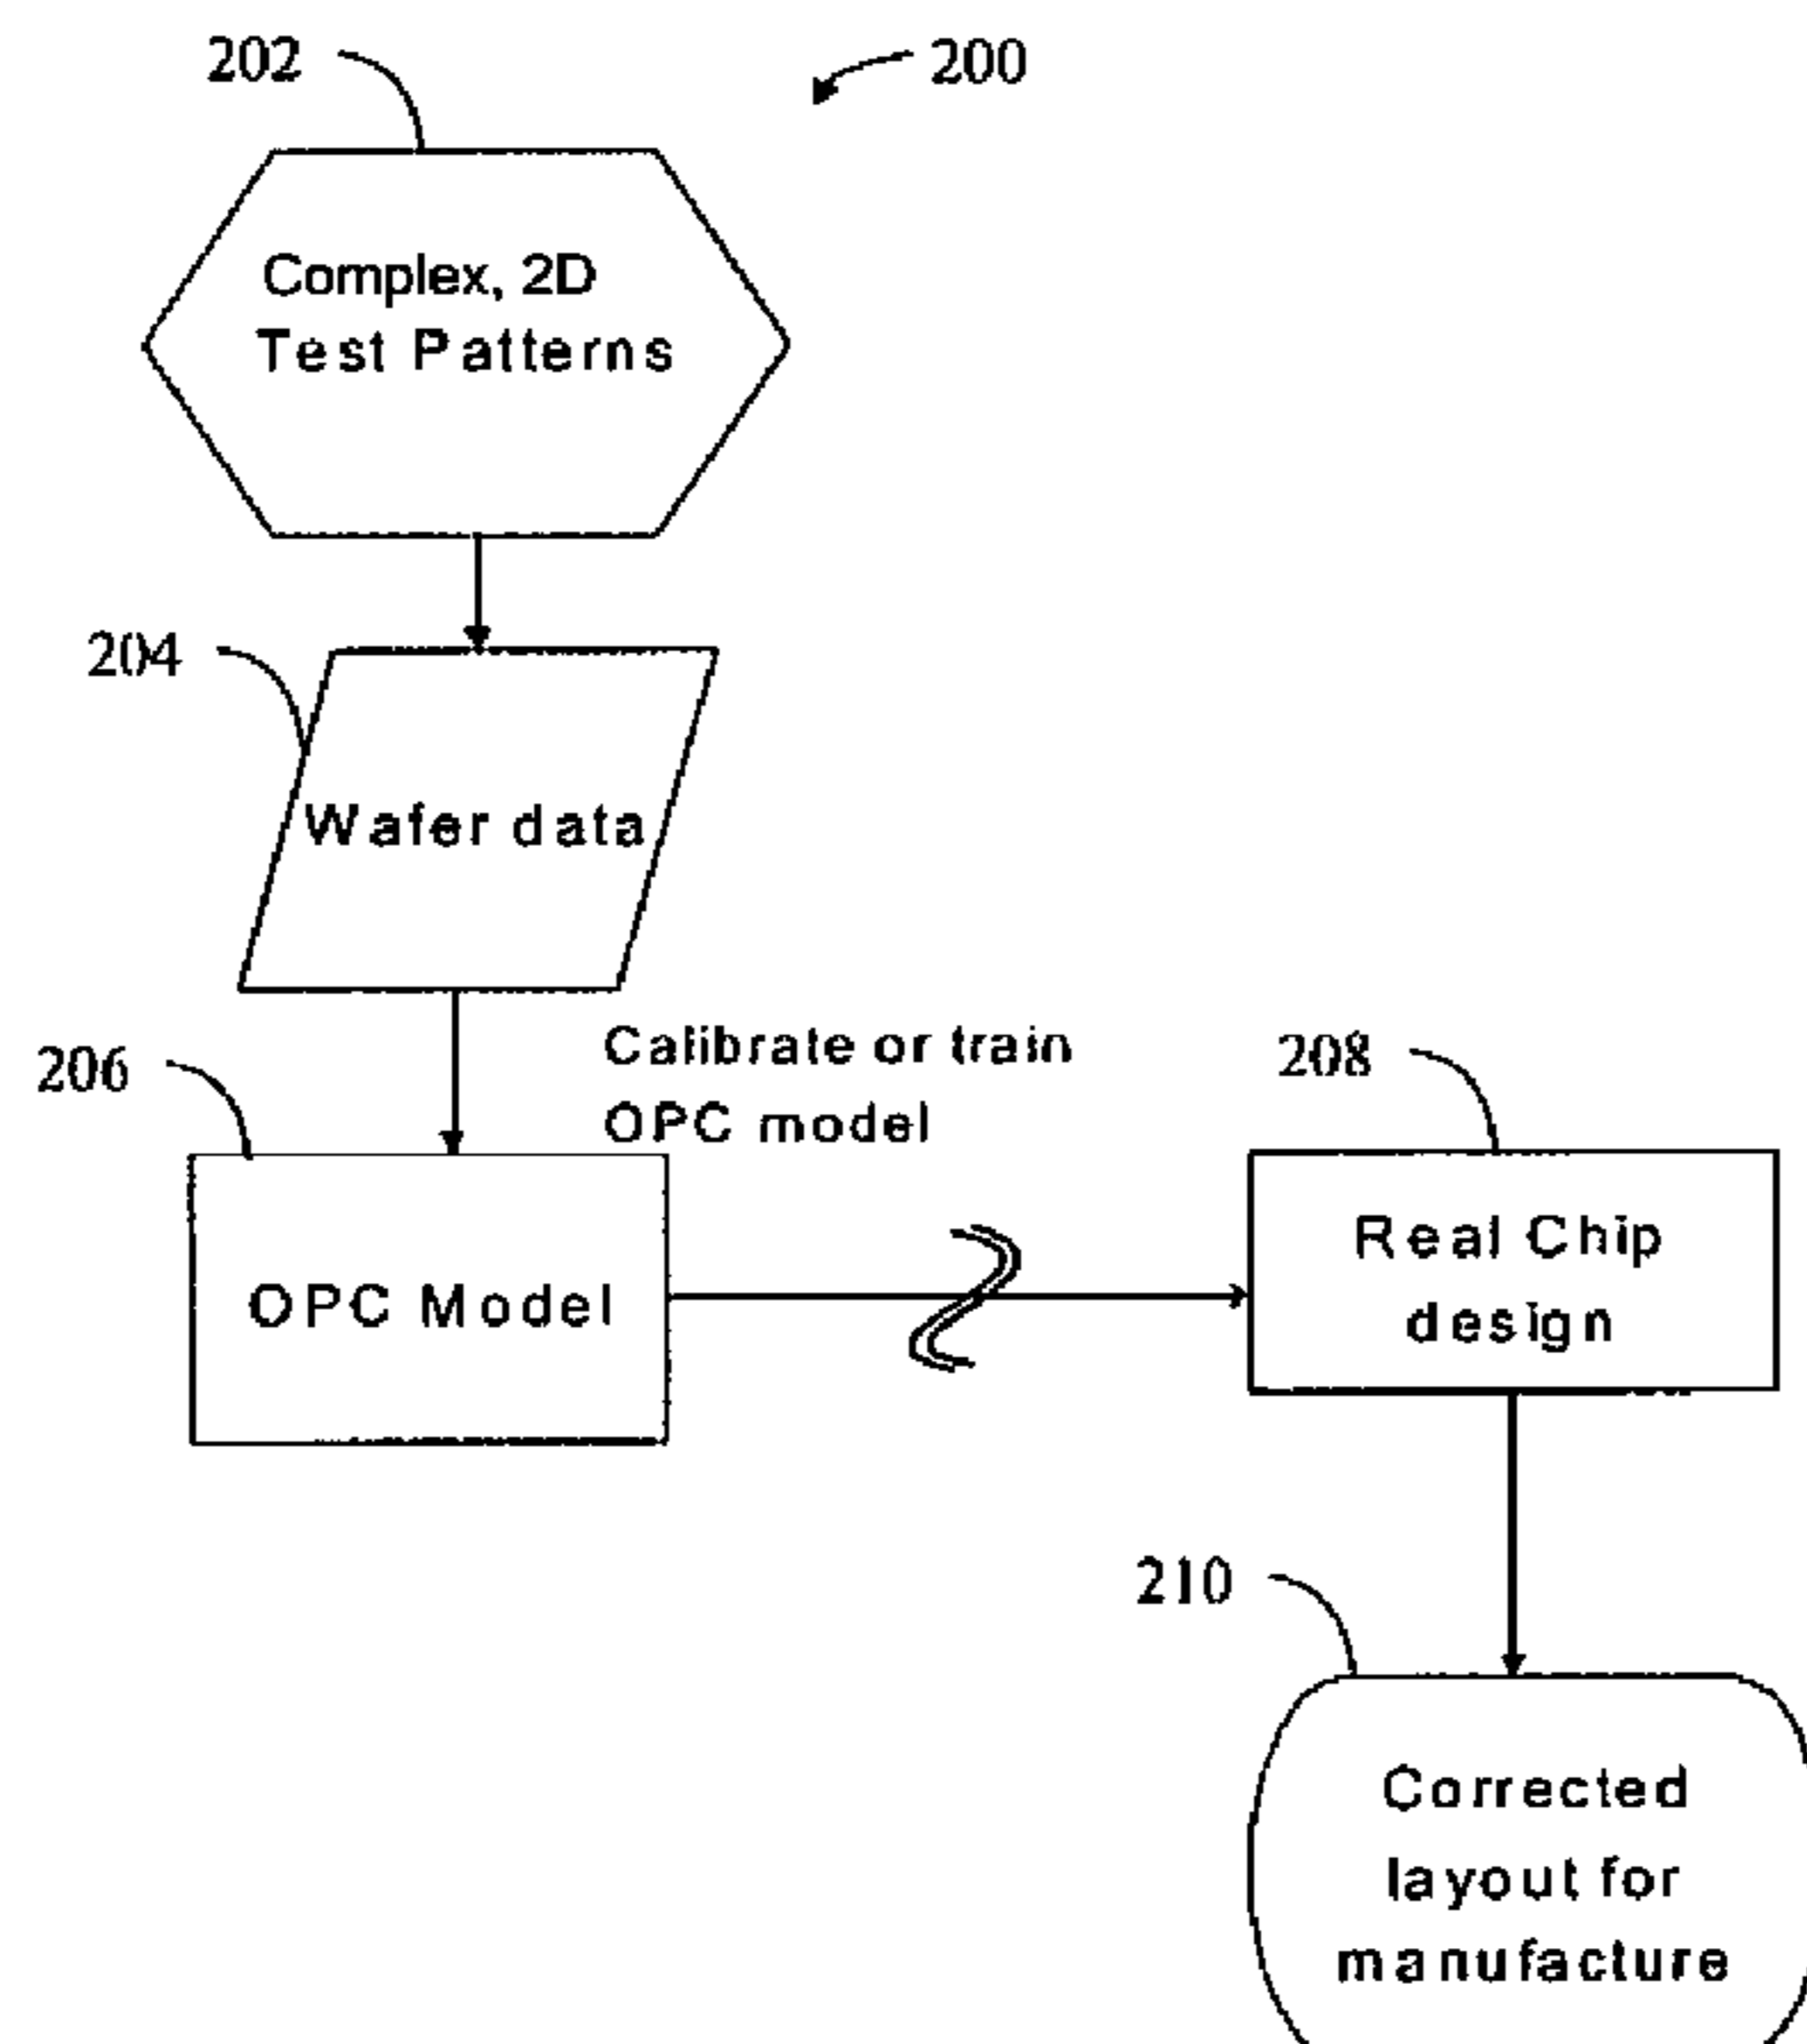 202
200
Complex, 2D
Test Patterns
204
Wafer data
Calibrate or train
OPC model
206
208
OPC Model
Real Chip
design
210
Corrected
layout for
manufacture